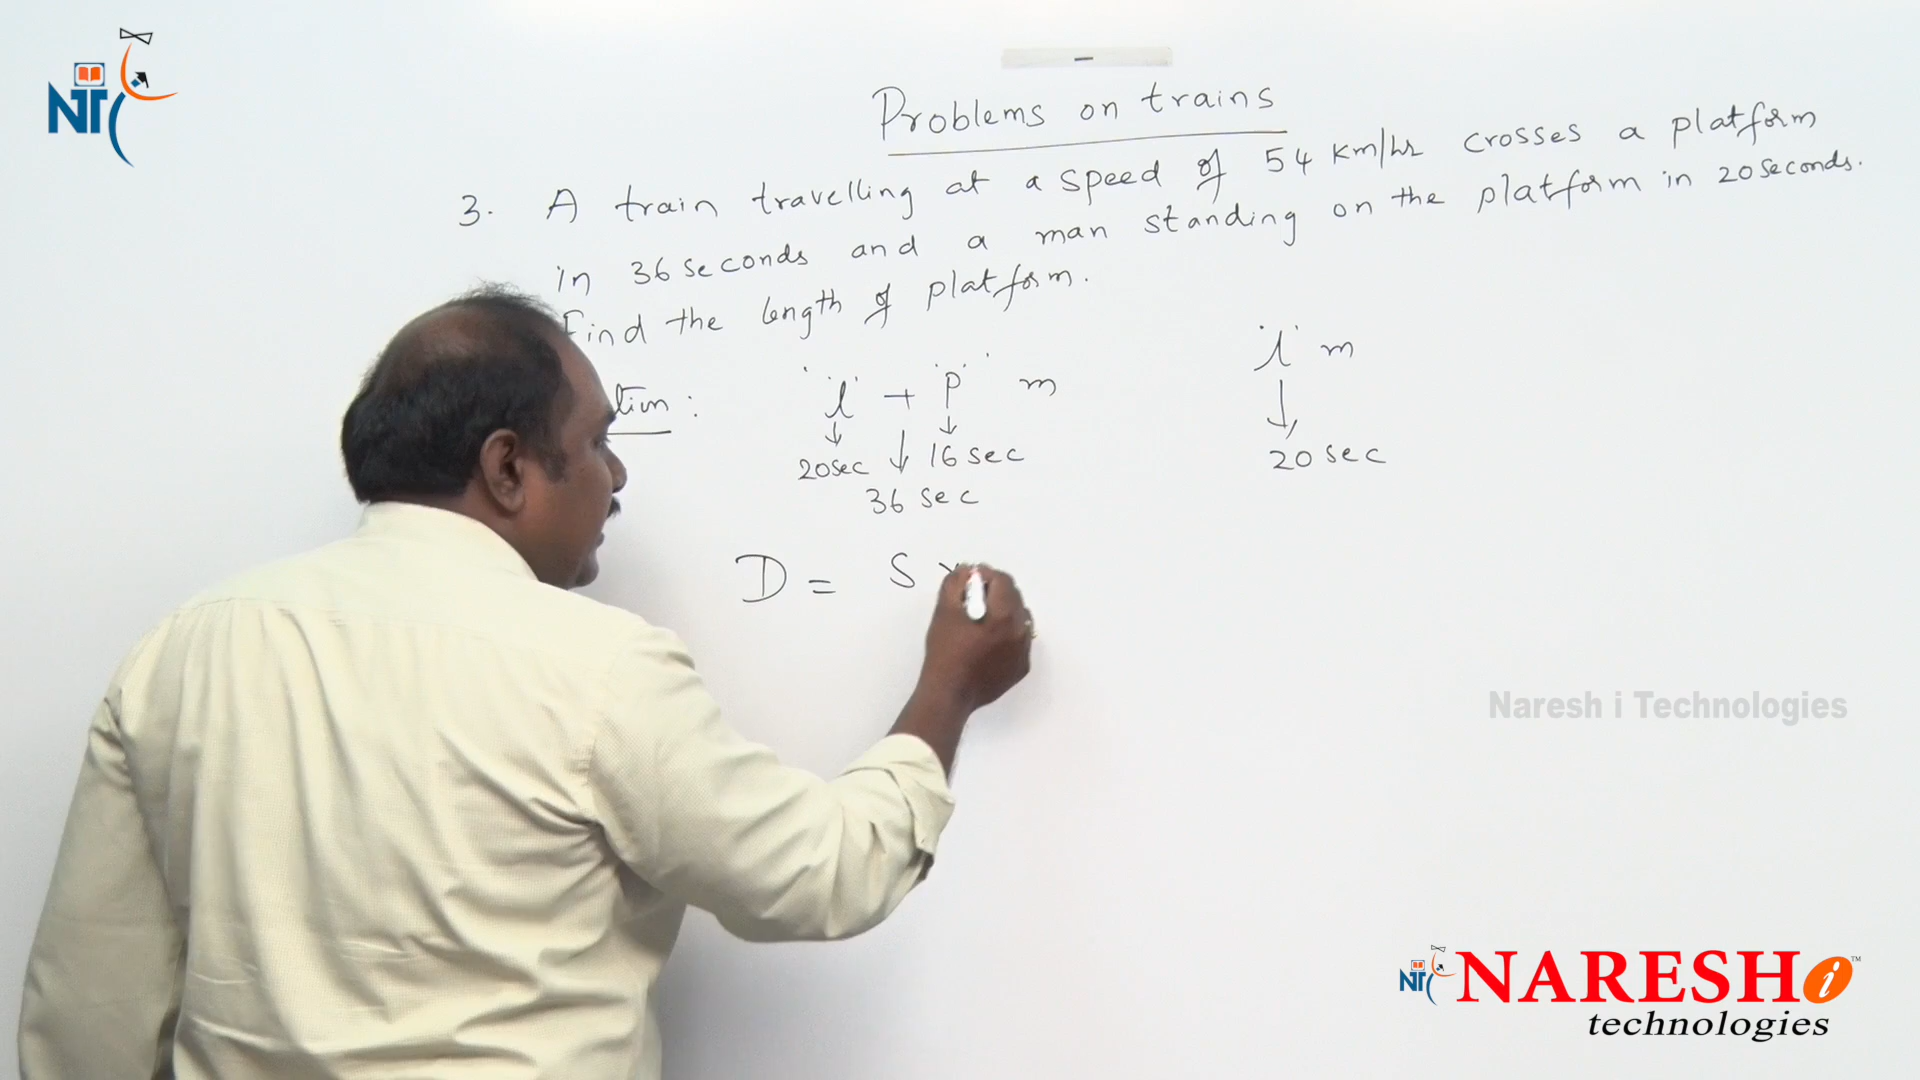 NT
Problems on trains
3. A train travelling at a speed of 54 km/hr crosses a platform
in 36 seconds and a man standing on the platform in 20 seconds.
Find the length of platform.
tion :
'l' + 'p' m
20sec 16 sec
36 sec
'l' m
20 sec
D = S ×
Naresh i Technologies
NT NARESH i ™
technologies